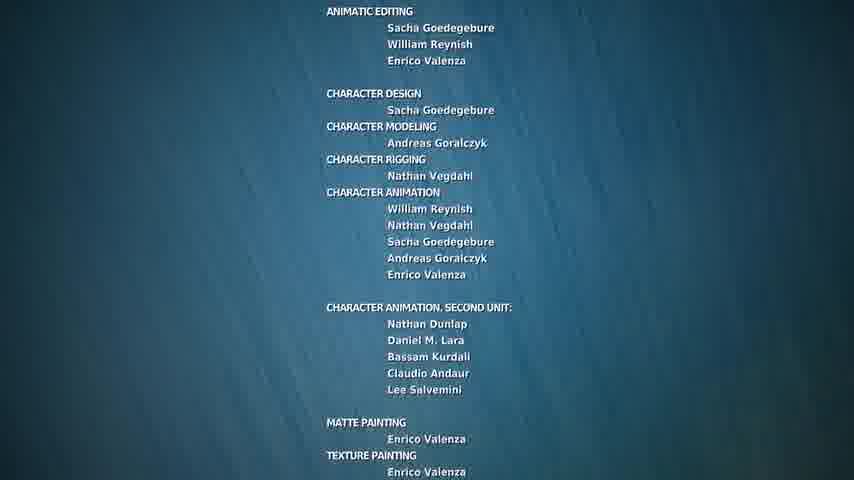 ANIMATIC EDITING
Sacha Goedegebure
William Reynish
Enrico Valenza
CHARACTER DESIGN
Sacha Goedegebure
CHARACTER MODELING
Andreas Goralczyk
CHARACTER RIGGING
Nathan Vegdahl
CHARACTER ANIMATION
William Reynish
Nathan Vegdahl
Sacha Goedegebure
Andreas Goralczyk
Enrico Valenza
CHARACTER ANIMATION, SECOND UNIT:
Nathan Dunlap
Daniel M. Lara
Bassam Kurdali
Claudio Andaur
Lee Salvemini
MATTE PAINTING
Enrico Valenza
TEXTURE PAINTING
Enrico Valenza